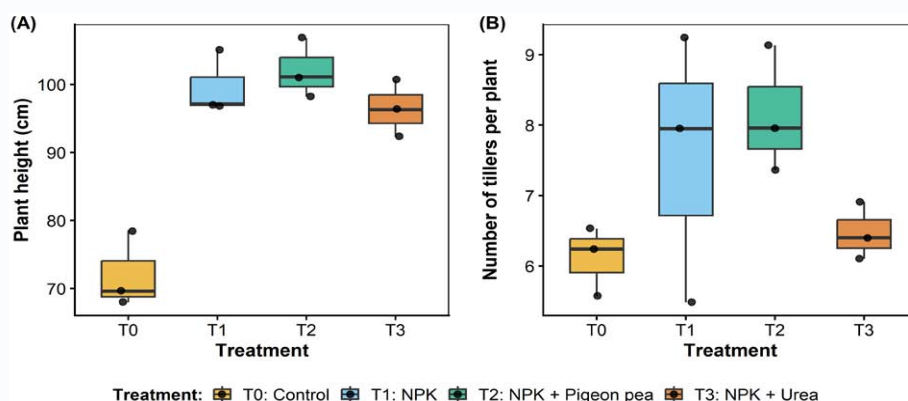 (A)
Plant height (cm)
100
90
80
70
T0 T1 T2 T3
Treatment
(B)
Number of tillers per plant
9
8
7
6
T0 T1 T2 T3
Treatment
Treatment: T0: Control T1: NPK T2: NPK + Pigeon pea T3: NPK + Urea